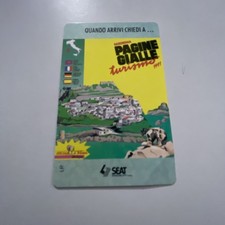 QUANDO ARRIVI CHIEDI A ...
PAGINE
GIALLE
turismo
SEAT